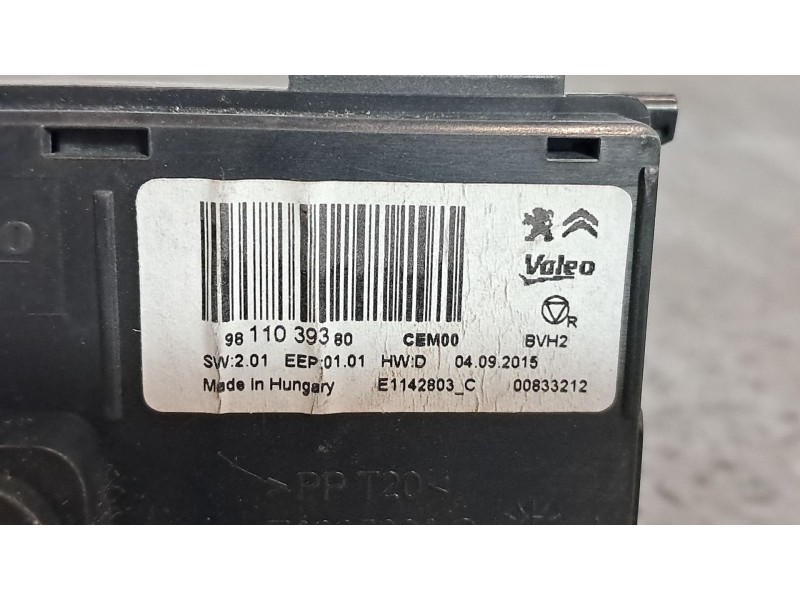 Valeo
R
98 110 393 80 CEM00 BVH2
SW:2.01 EEP:01.01 HW:D 04.09.2015
Made in Hungary E1142803_C 00833212
>PP T20<